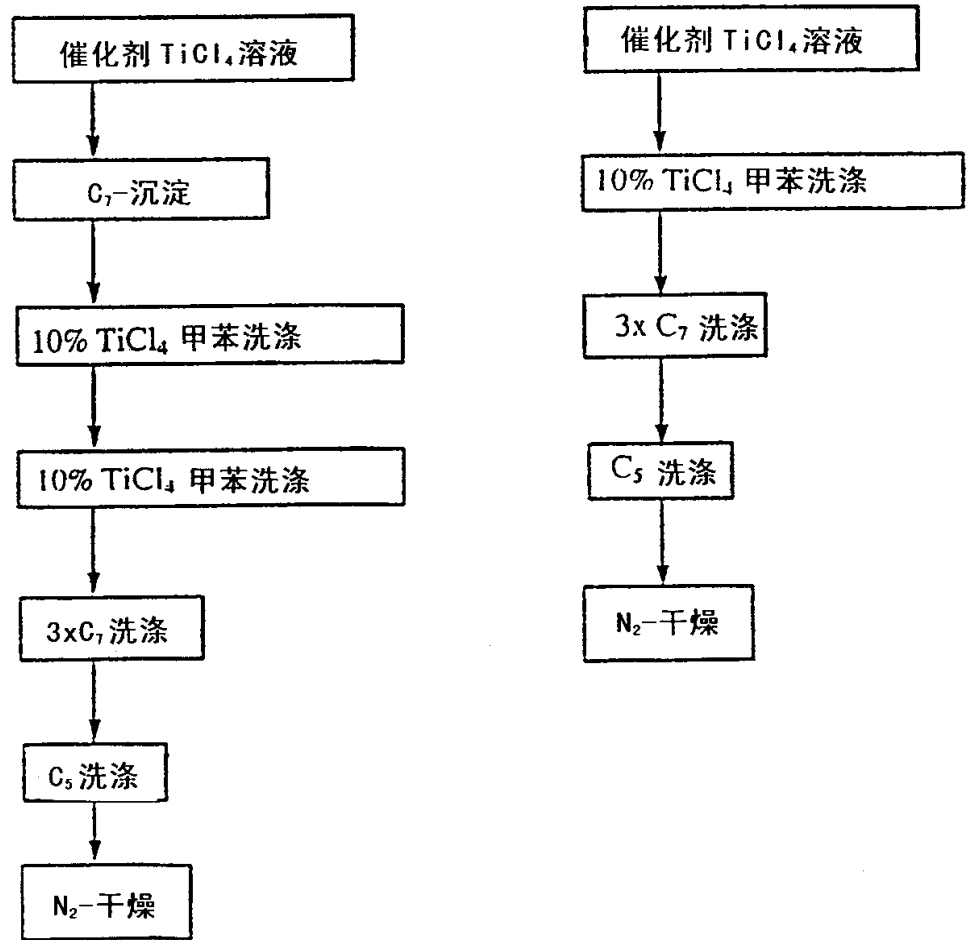 催化剂 TiCl₄溶液
C₇-沉淀
10% TiCl₄ 甲苯洗涤
10% TiCl₄ 甲苯洗涤
3xC₇洗涤
C₅洗涤
N₂-干燥
催化剂 TiCl₄溶液
10% TiCl₄ 甲苯洗涤
3x C₇ 洗涤
C₅ 洗涤
N₂-干燥